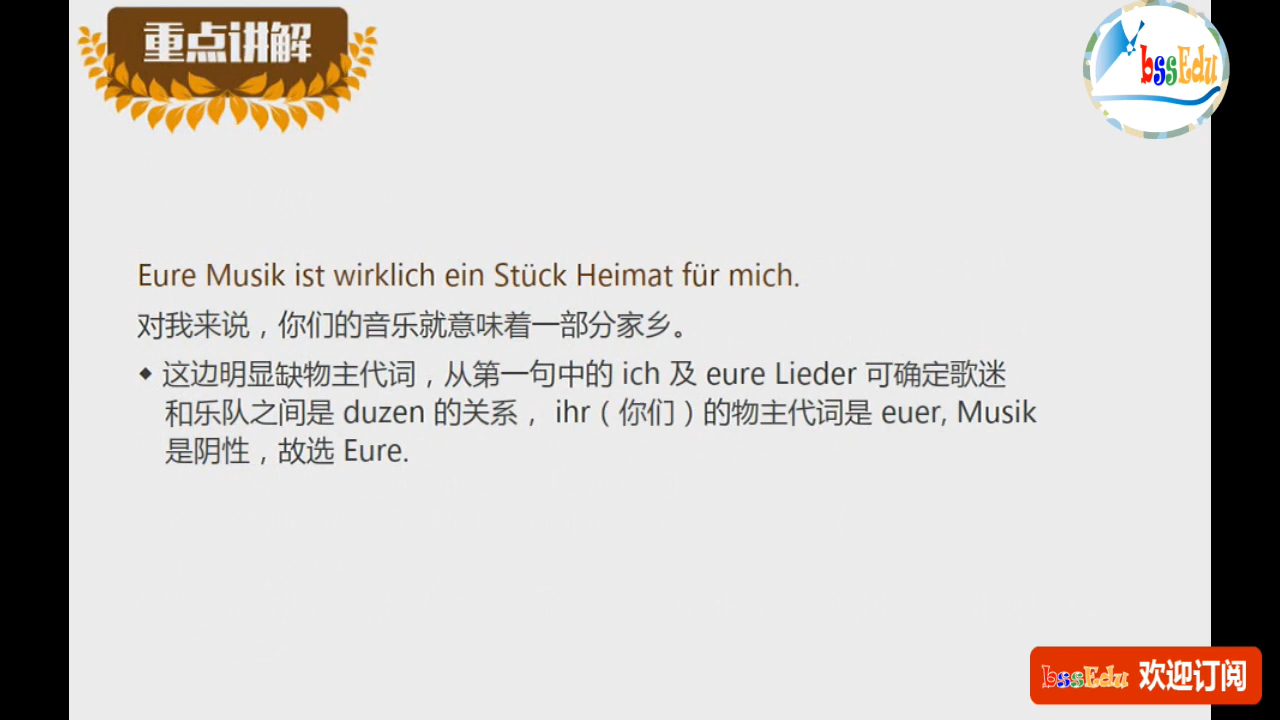 重点讲解
bssEdu
Eure Musik ist wirklich ein Stück Heimat für mich.
对我来说，你们的音乐就意味着一部分家乡。
◆ 这边明显缺物主代词，从第一句中的 ich 及 eure Lieder 可确定歌迷
和乐队之间是 duzen 的关系， ihr（你们）的物主代词是 euer, Musik
是阴性，故选 Eure.
bssEdu 欢迎订阅